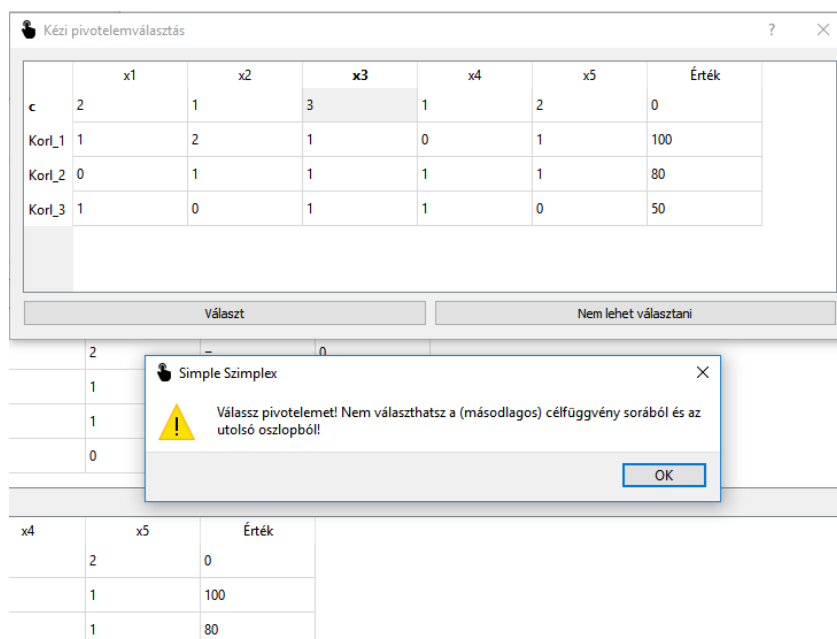 Kézi pivotelemválasztás ?
x1 x2 x3 x4 x5 Érték
c 2 1 3 1 2 0
Korl_1 1 2 1 0 1 100
Korl_2 0 1 1 1 1 80
Korl_3 1 0 1 1 0 50
Választ Nem lehet választani
2 = 0
1
1
0
Simple Szimplex
Válassz pivotelemet! Nem választhatsz a (másodlagos) célfüggvény sorából és az
utolsó oszlopból!
OK
x4 x5 Érték
2 0
1 100
1 80